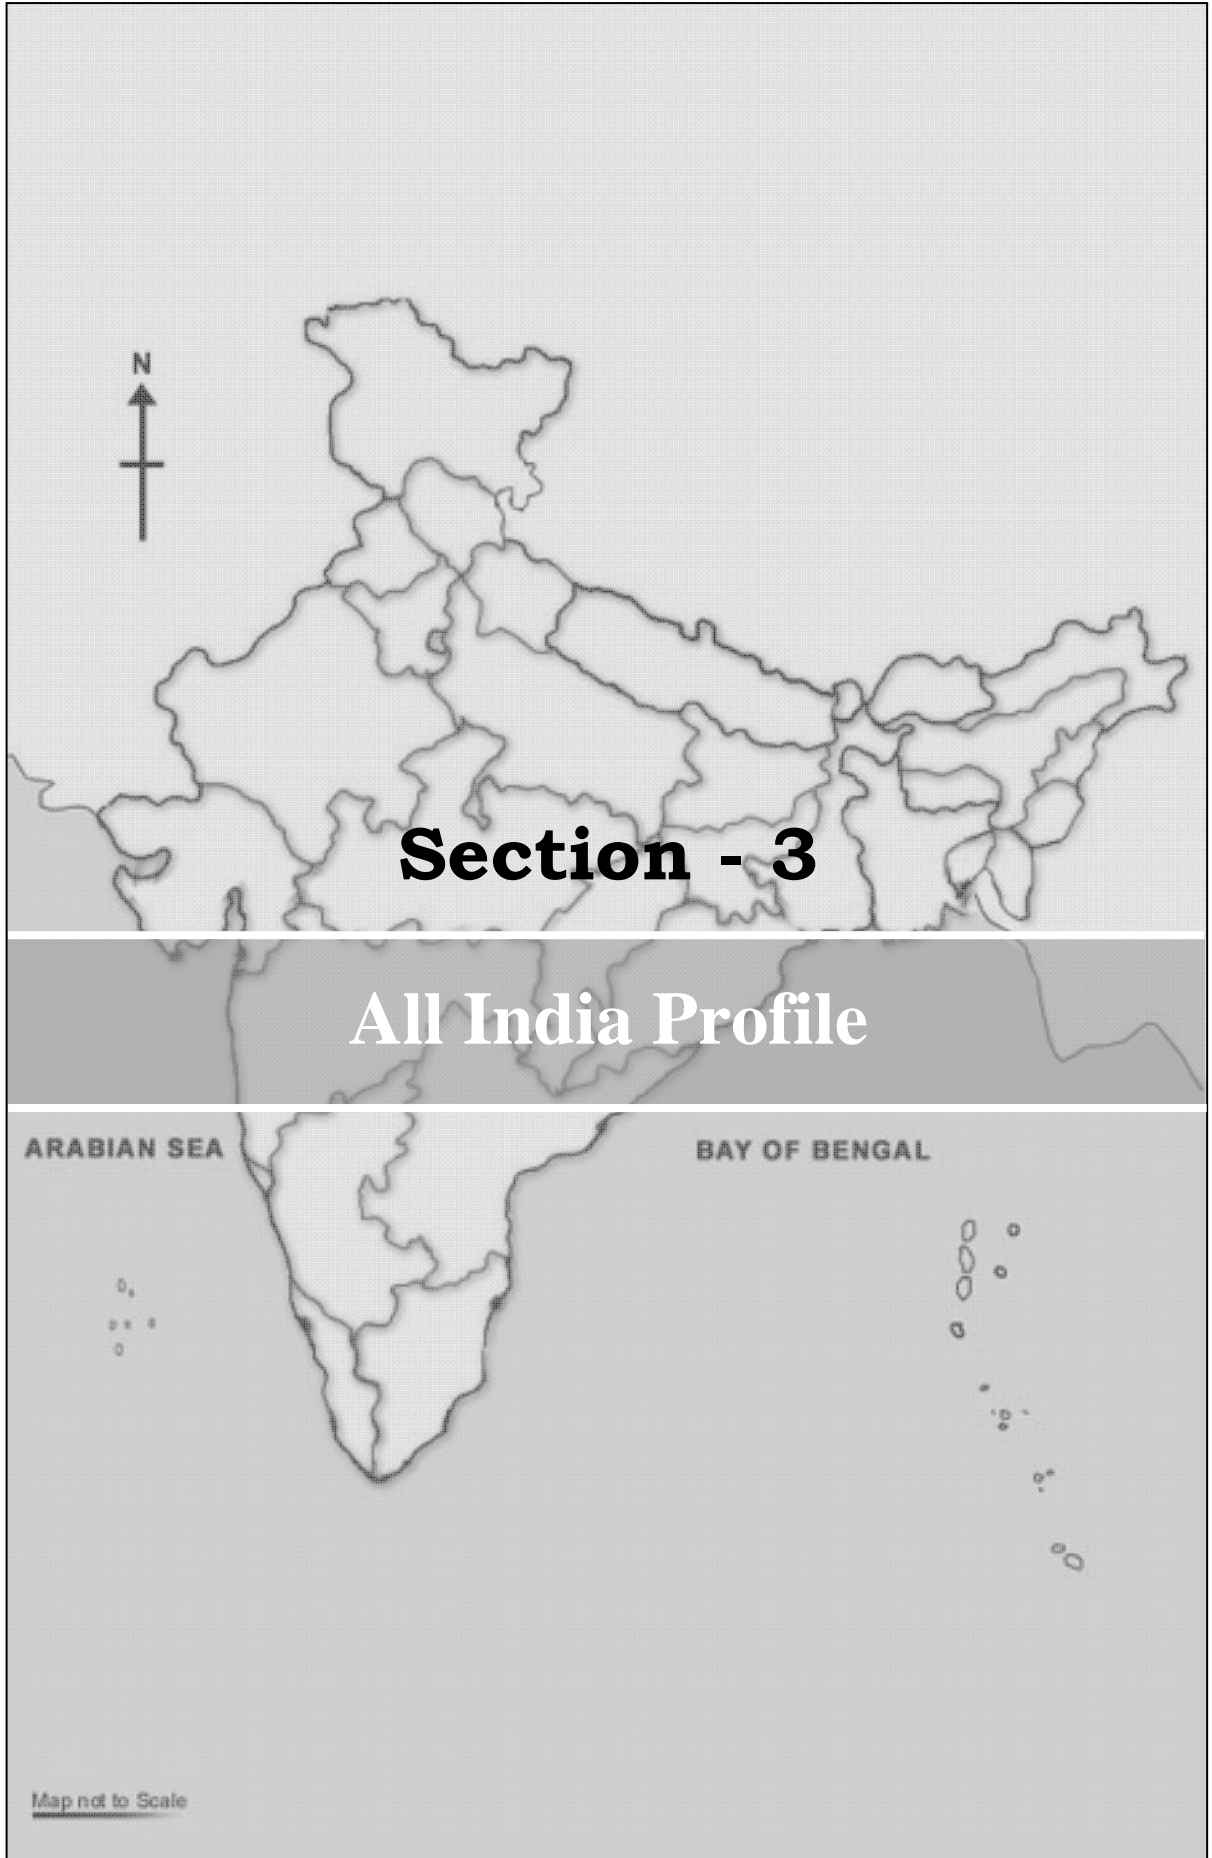 N
Section - 3
All India Profile
ARABIAN SEA
BAY OF BENGAL
Map not to Scale